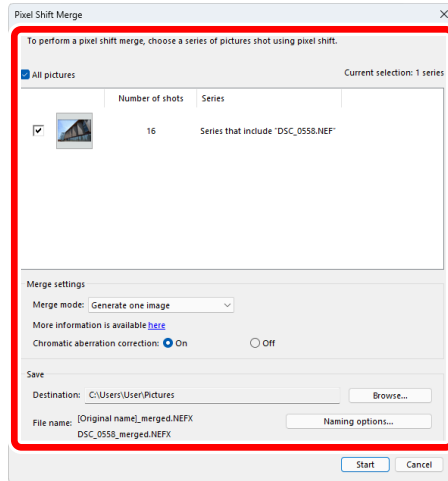 Pixel Shift Merge
To perform a pixel shift merge, choose a series of pictures shot using pixel shift.
All pictures
Current selection: 1 series
Number of shots Series
16 Series that include "DSC_0558.NEF"
Merge settings
Merge mode: Generate one image
More information is available here
Chromatic aberration correction: On Off
Save
Destination: C:\Users\User\Pictures Browse...
File name: [Original name]_merged.NEFX Naming options...
DSC_0558_merged.NEFX
Start Cancel